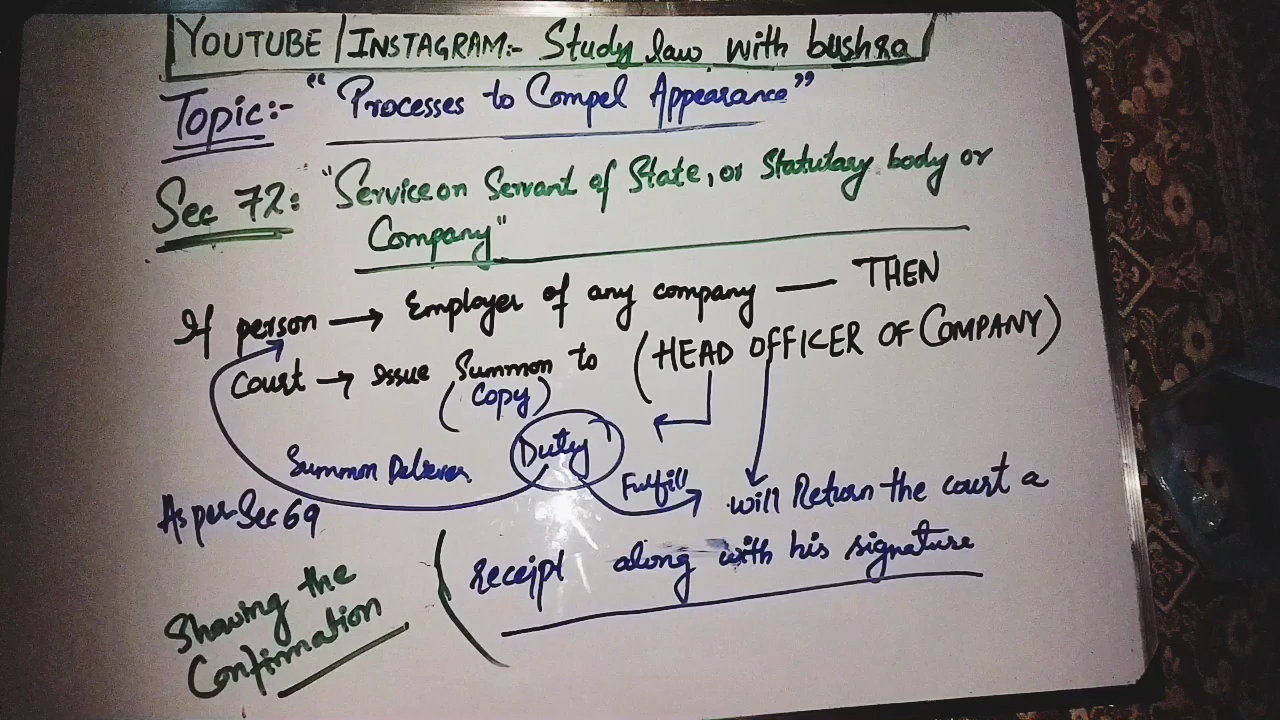 YOUTUBE/INSTAGRAM:- Study law with bushra
Topic:- "Processes to Compel Appearance"
Sec 72: "Service on Servant of State, or Statutary body or
Company"
If person → Employer of any company — THEN
Court → Issue Summon to (HEAD OFFICER OF COMPANY)
(Copy)
Duty
Summon Deliever
Fulfill
will Return the court a
As per Sec 69
receipt along with his signature
Showing the
Confirmation